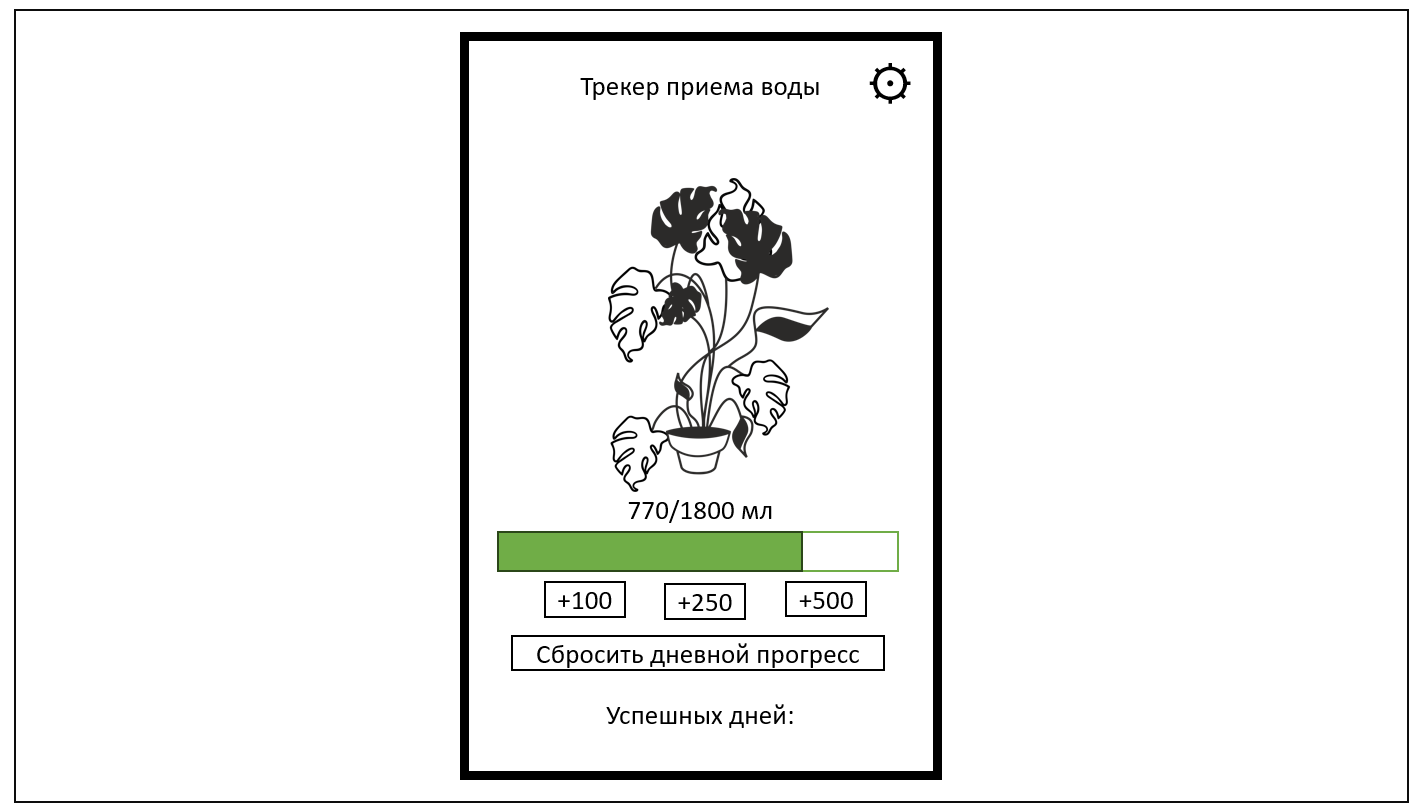 Трекер приема воды
770/1800 мл
+100 +250 +500
Сбросить дневной прогресс
Успешных дней: